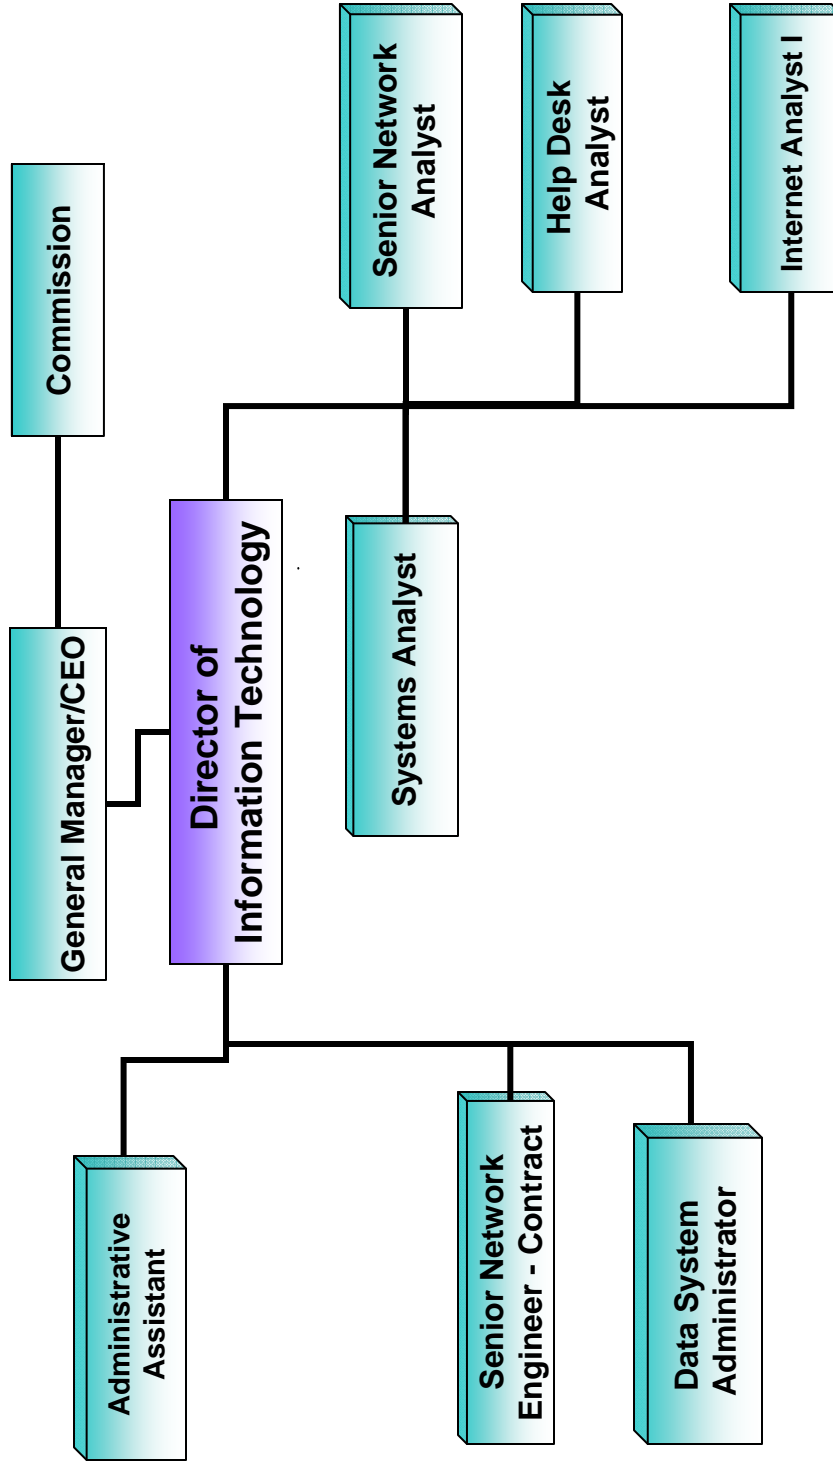 General Manager/CEO
Commission
Director of
Information Technology
Administrative
Assistant
Systems Analyst
Senior Network
Analyst
Senior Network
Engineer - Contract
Help Desk
Analyst
Data System
Administrator
Internet Analyst I